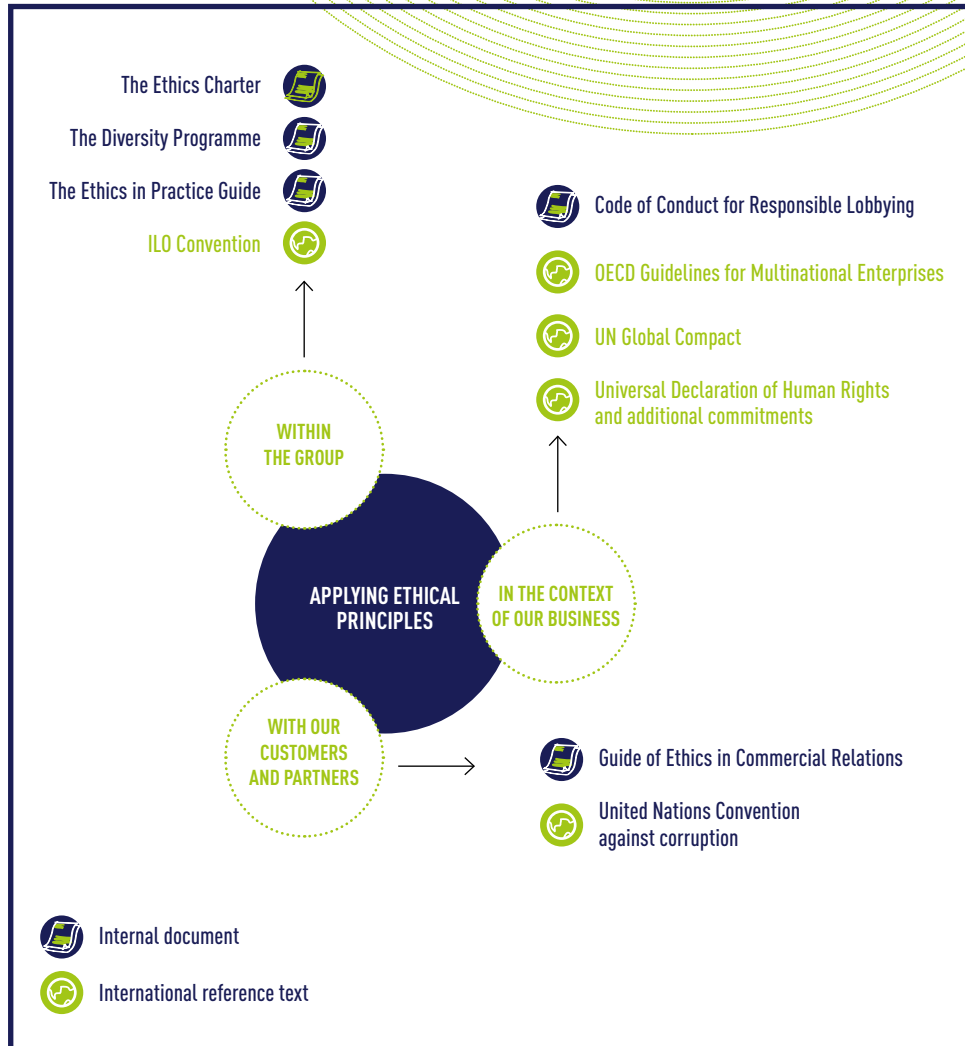 The Ethics Charter
The Diversity Programme
The Ethics in Practice Guide
ILO Convention
Code of Conduct for Responsible Lobbying
OECD Guidelines for Multinational Enterprises
UN Global Compact
Universal Declaration of Human Rights
and additional commitments
WITHIN
THE GROUP
APPLYING ETHICAL
PRINCIPLES
IN THE CONTEXT
OF OUR BUSINESS
WITH OUR
CUSTOMERS
AND PARTNERS
Guide of Ethics in Commercial Relations
United Nations Convention
against corruption
Internal document
International reference text